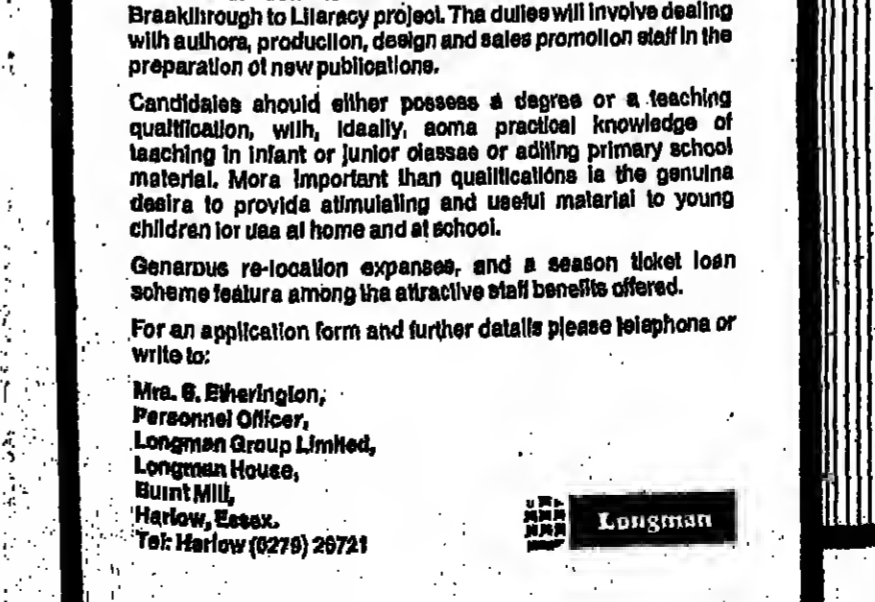 Breakthrough to Literacy project. The duties will involve dealing
with authors, production, design and sales promotion staff in the
preparation of new publications.
Candidates should either possess a degree or a teaching
qualification, with, ideally, some practical knowledge of
teaching in infant or junior classes or editing primary school
material. More important than qualifications is the genuine
desire to provide stimulating and useful material to young
children for use at home and at school.
Generous re-location expenses, and a season ticket loan
scheme feature among the attractive staff benefits offered.
For an application form and further details please telephone or
write to:
Mrs. S. Etherington,
Personnel Officer,
Longman Group Limited,
Longman House,
Burnt Mill,
Harlow, Essex.
Tel: Harlow (0279) 26721
Longman